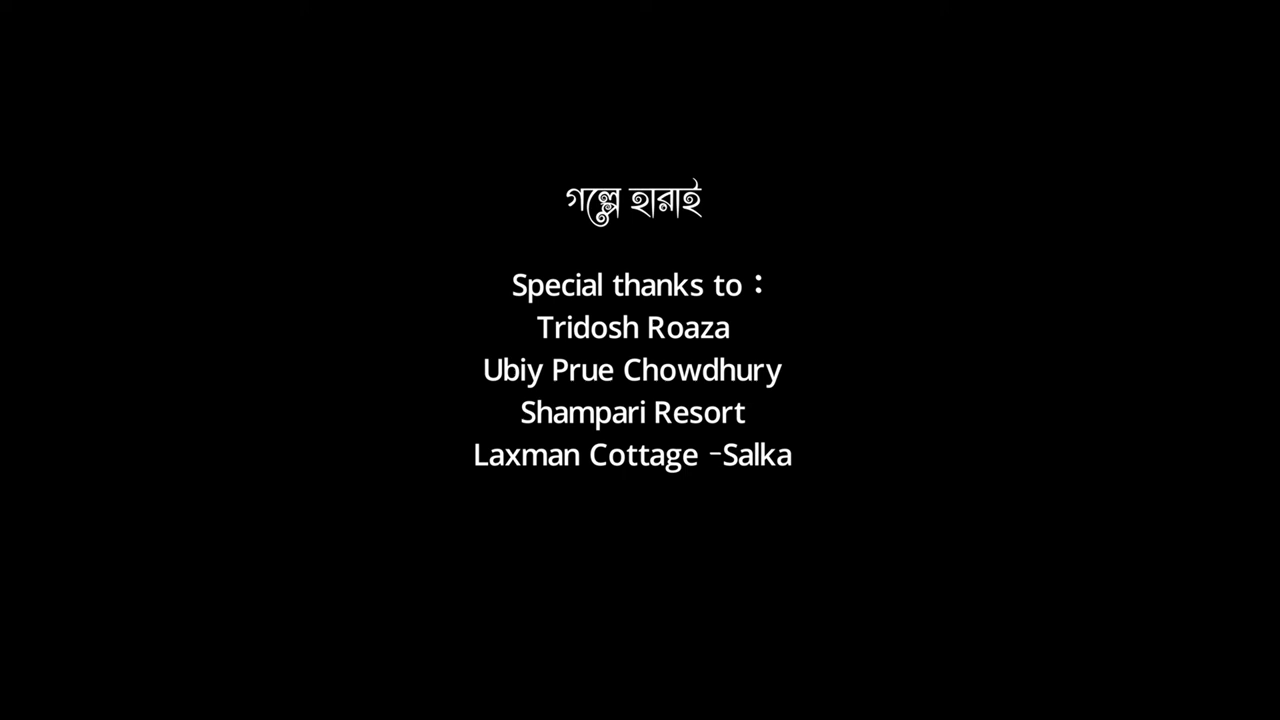 গল্পে হারাই
Special thanks to :
Tridosh Roaza
Ubiy Prue Chowdhury
Shampari Resort
Laxman Cottage -Salka